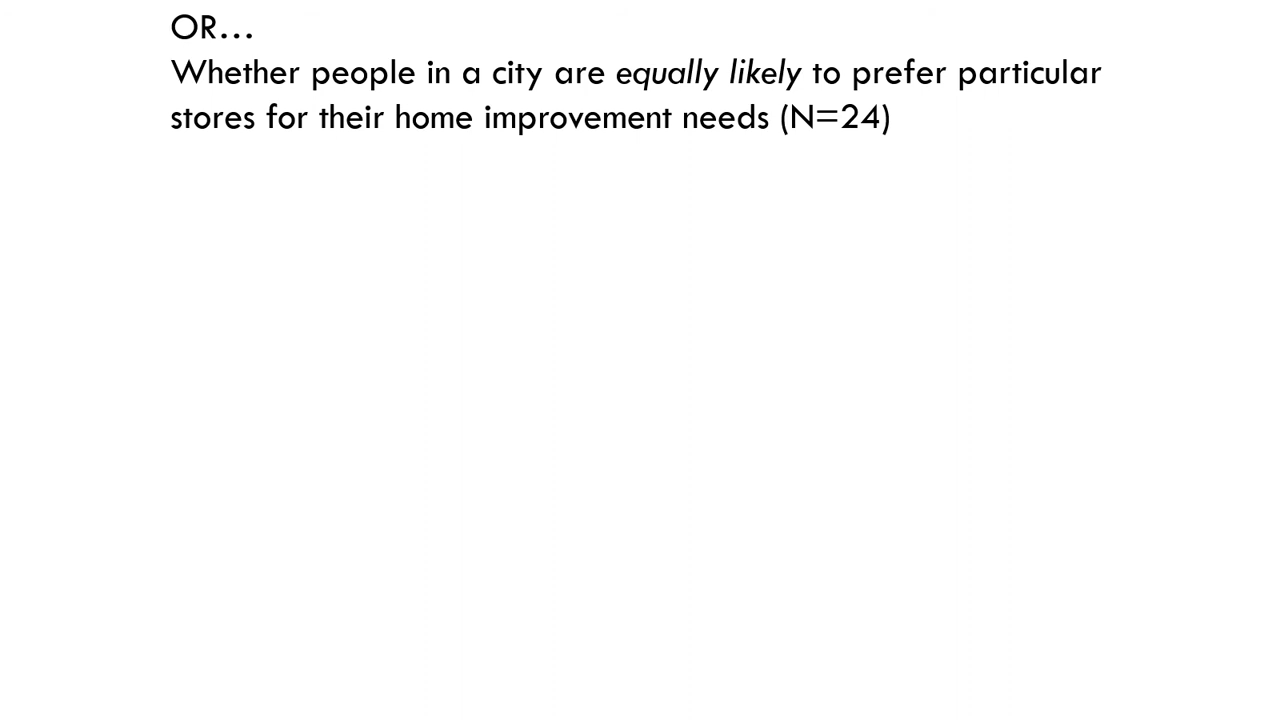 OR…
Whether people in a city are equally likely to prefer particular
stores for their home improvement needs (N=24)